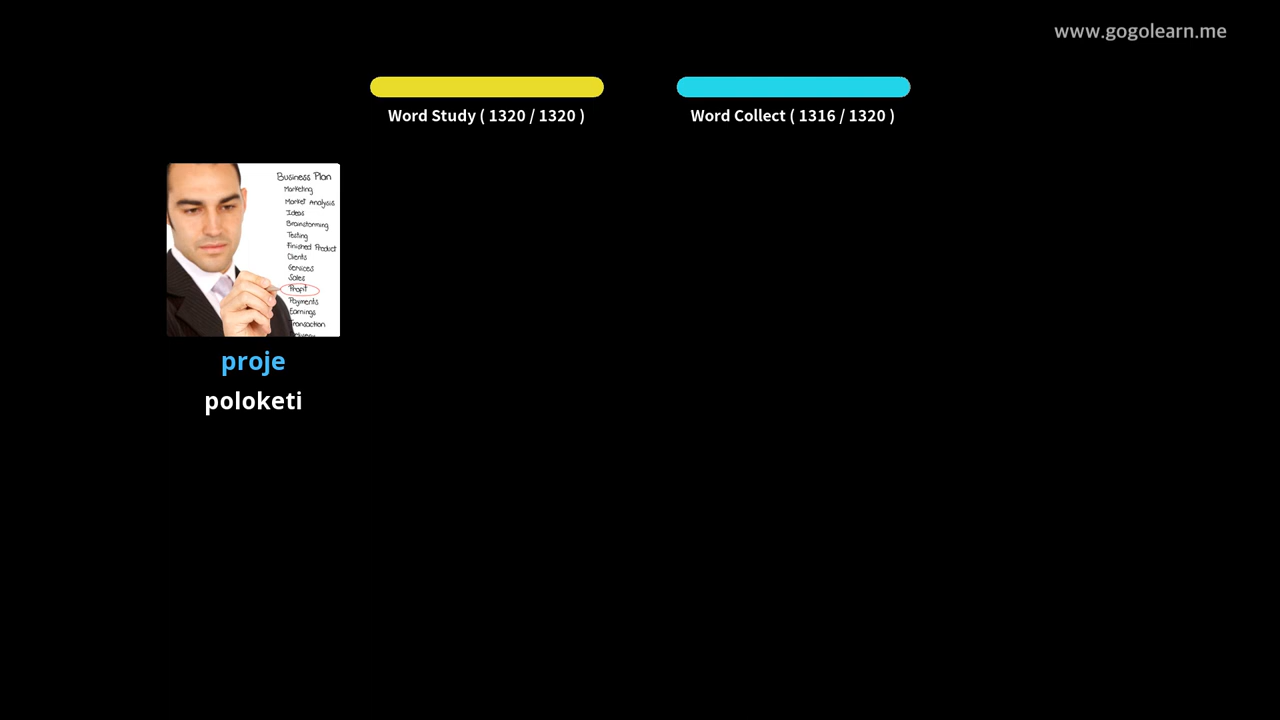 www.gogolearn.me
Word Study ( 1320 / 1320 )
Word Collect ( 1316 / 1320 )
Business Plan
Marketing
Market Analysis
Ideas
Brainstorming
Testing
Finished Product
Clients
Services
Sales
Profit
Payments
Earnings
Transaction
proje
poloketi